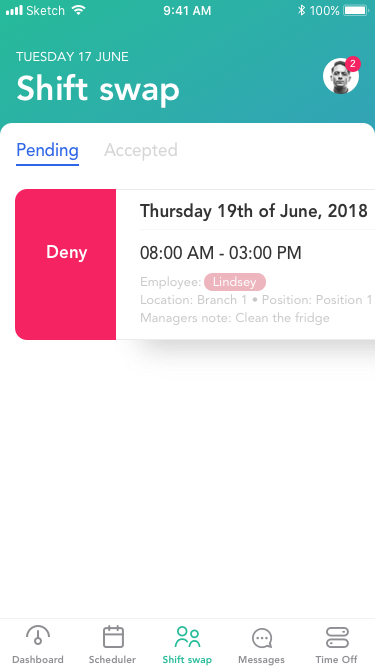 Sketch 9:41 AM 100%
TUESDAY 17 JUNE
Shift swap
2
Pending Accepted
Thursday 19th of June, 2018
Deny
08:00 AM - 03:00 PM
Employee: Lindsey
Location: Branch 1 • Position: Position 1
Managers note: Clean the fridge
Dashboard Scheduler Shift swap Messages Time Off